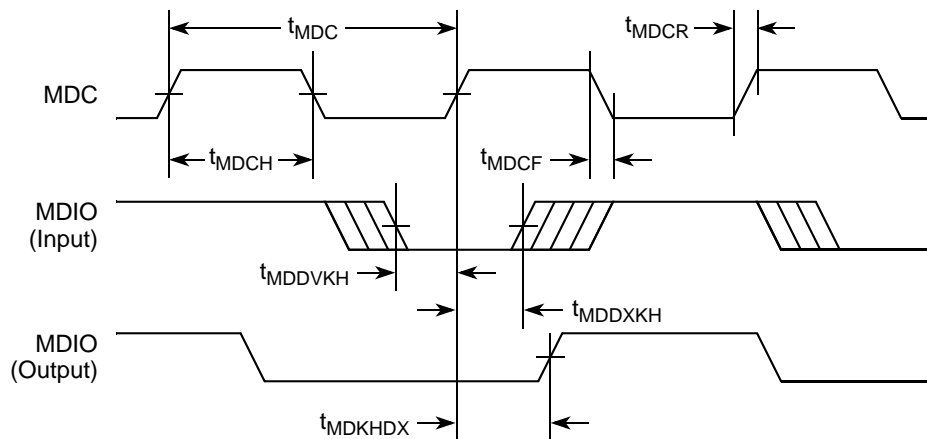 tMDC
tMDCR
MDC
tMDCH
tMDCF
MDIO
(Input)
tMDDVKH
tMDDXKH
MDIO
(Output)
tMDKHDX